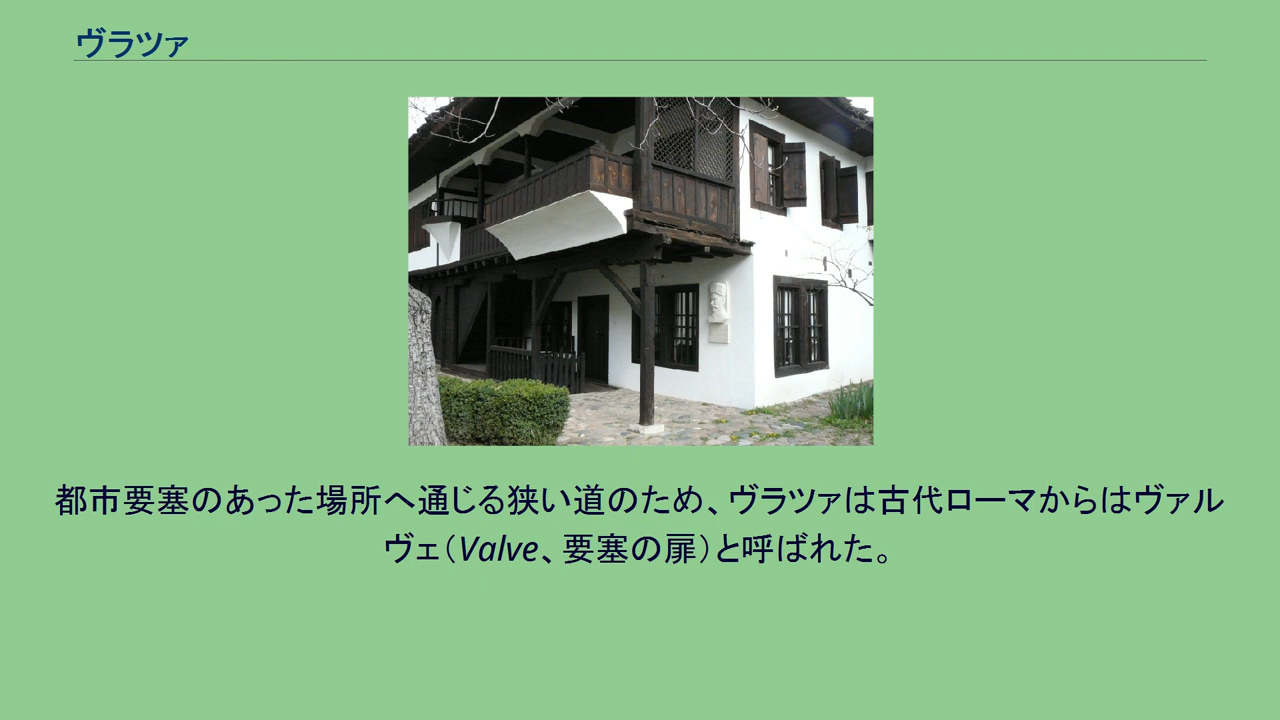 ヴラツァ
都市要塞のあった場所へ通じる狭い道のため、ヴラツァは古代ローマからはヴァル
ヴェ（Valve、要塞の扉）と呼ばれた。